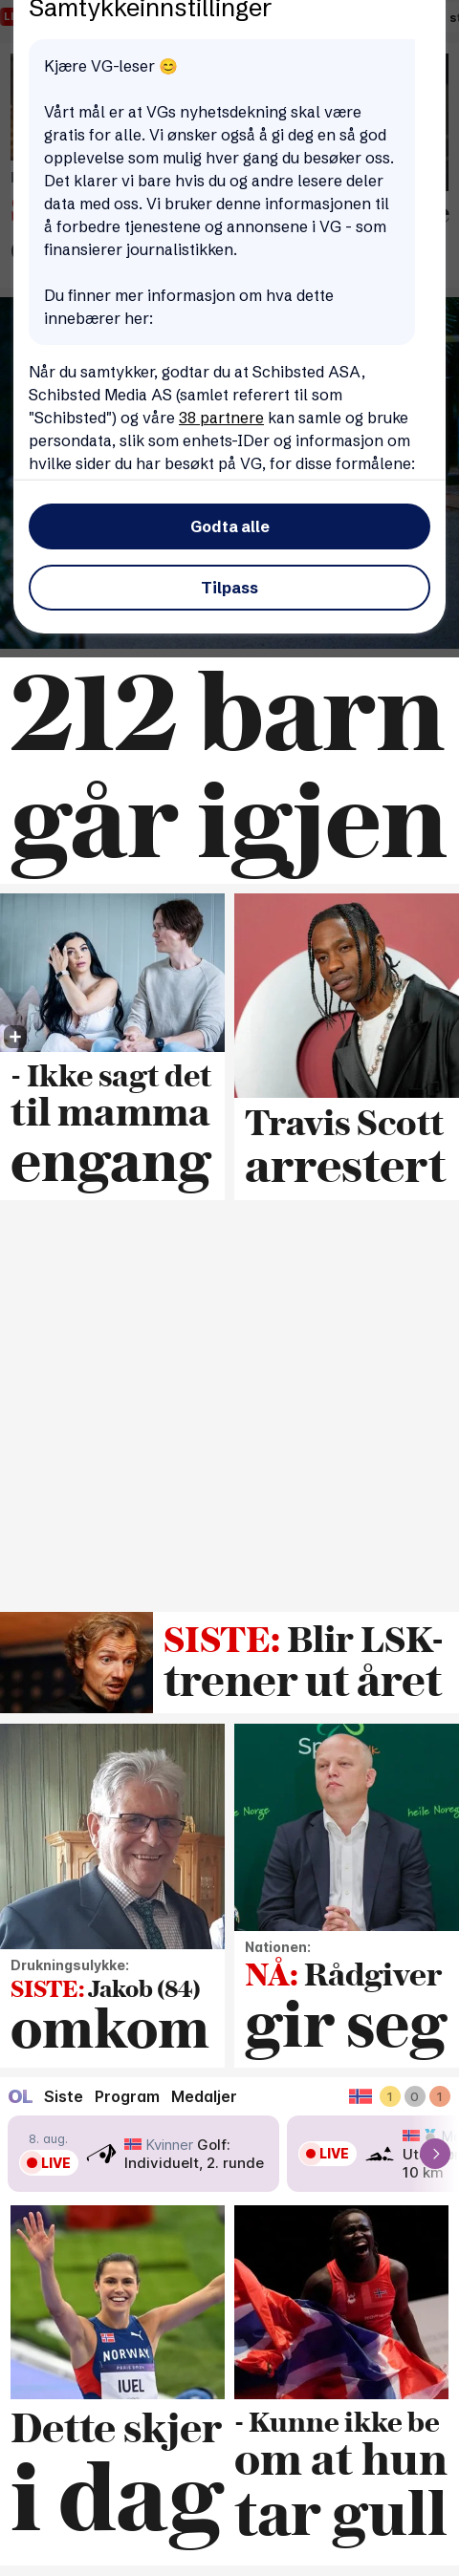 Samtykkeinnstillinger
Kjære VG-leser 😊
Vårt mål er at VGs nyhetsdekning skal være
gratis for alle. Vi ønsker også å gi deg en så god
opplevelse som mulig hver gang du besøker oss.
Det klarer vi bare hvis du og andre lesere deler
data med oss. Vi bruker denne informasjonen til
å forbedre tjenestene og annonsene i VG - som
finansierer journalistikken.
Du finner mer informasjon om hva dette
innebærer her:
Når du samtykker, godtar du at Schibsted ASA,
Schibsted Media AS (samlet referert til som
"Schibsted") og våre 38 partnere kan samle og bruke
persondata, slik som enhets-IDer og informasjon om
hvilke sider du har besøkt på VG, for disse formålene:
Godta alle
Tilpass
212 barn
går igjen
- Ikke sagt det
til mamma
engang
Travis Scott
arrestert
SISTE: Blir LSK-
trener ut året
heile Norge
Drukningsulykke:
SISTE: Jakob (84)
omkom
Nationen:
NÅ: Rådgiver
gir seg
OL Siste Program Medaljer 1 0 1
8. aug.
LIVE
Kvinner Golf:
Individuelt, 2. runde
LIVE
10 km
NORWAY
IUEL
Dette skjer
i dag
- Kunne ikke be
om at hun
tar gull